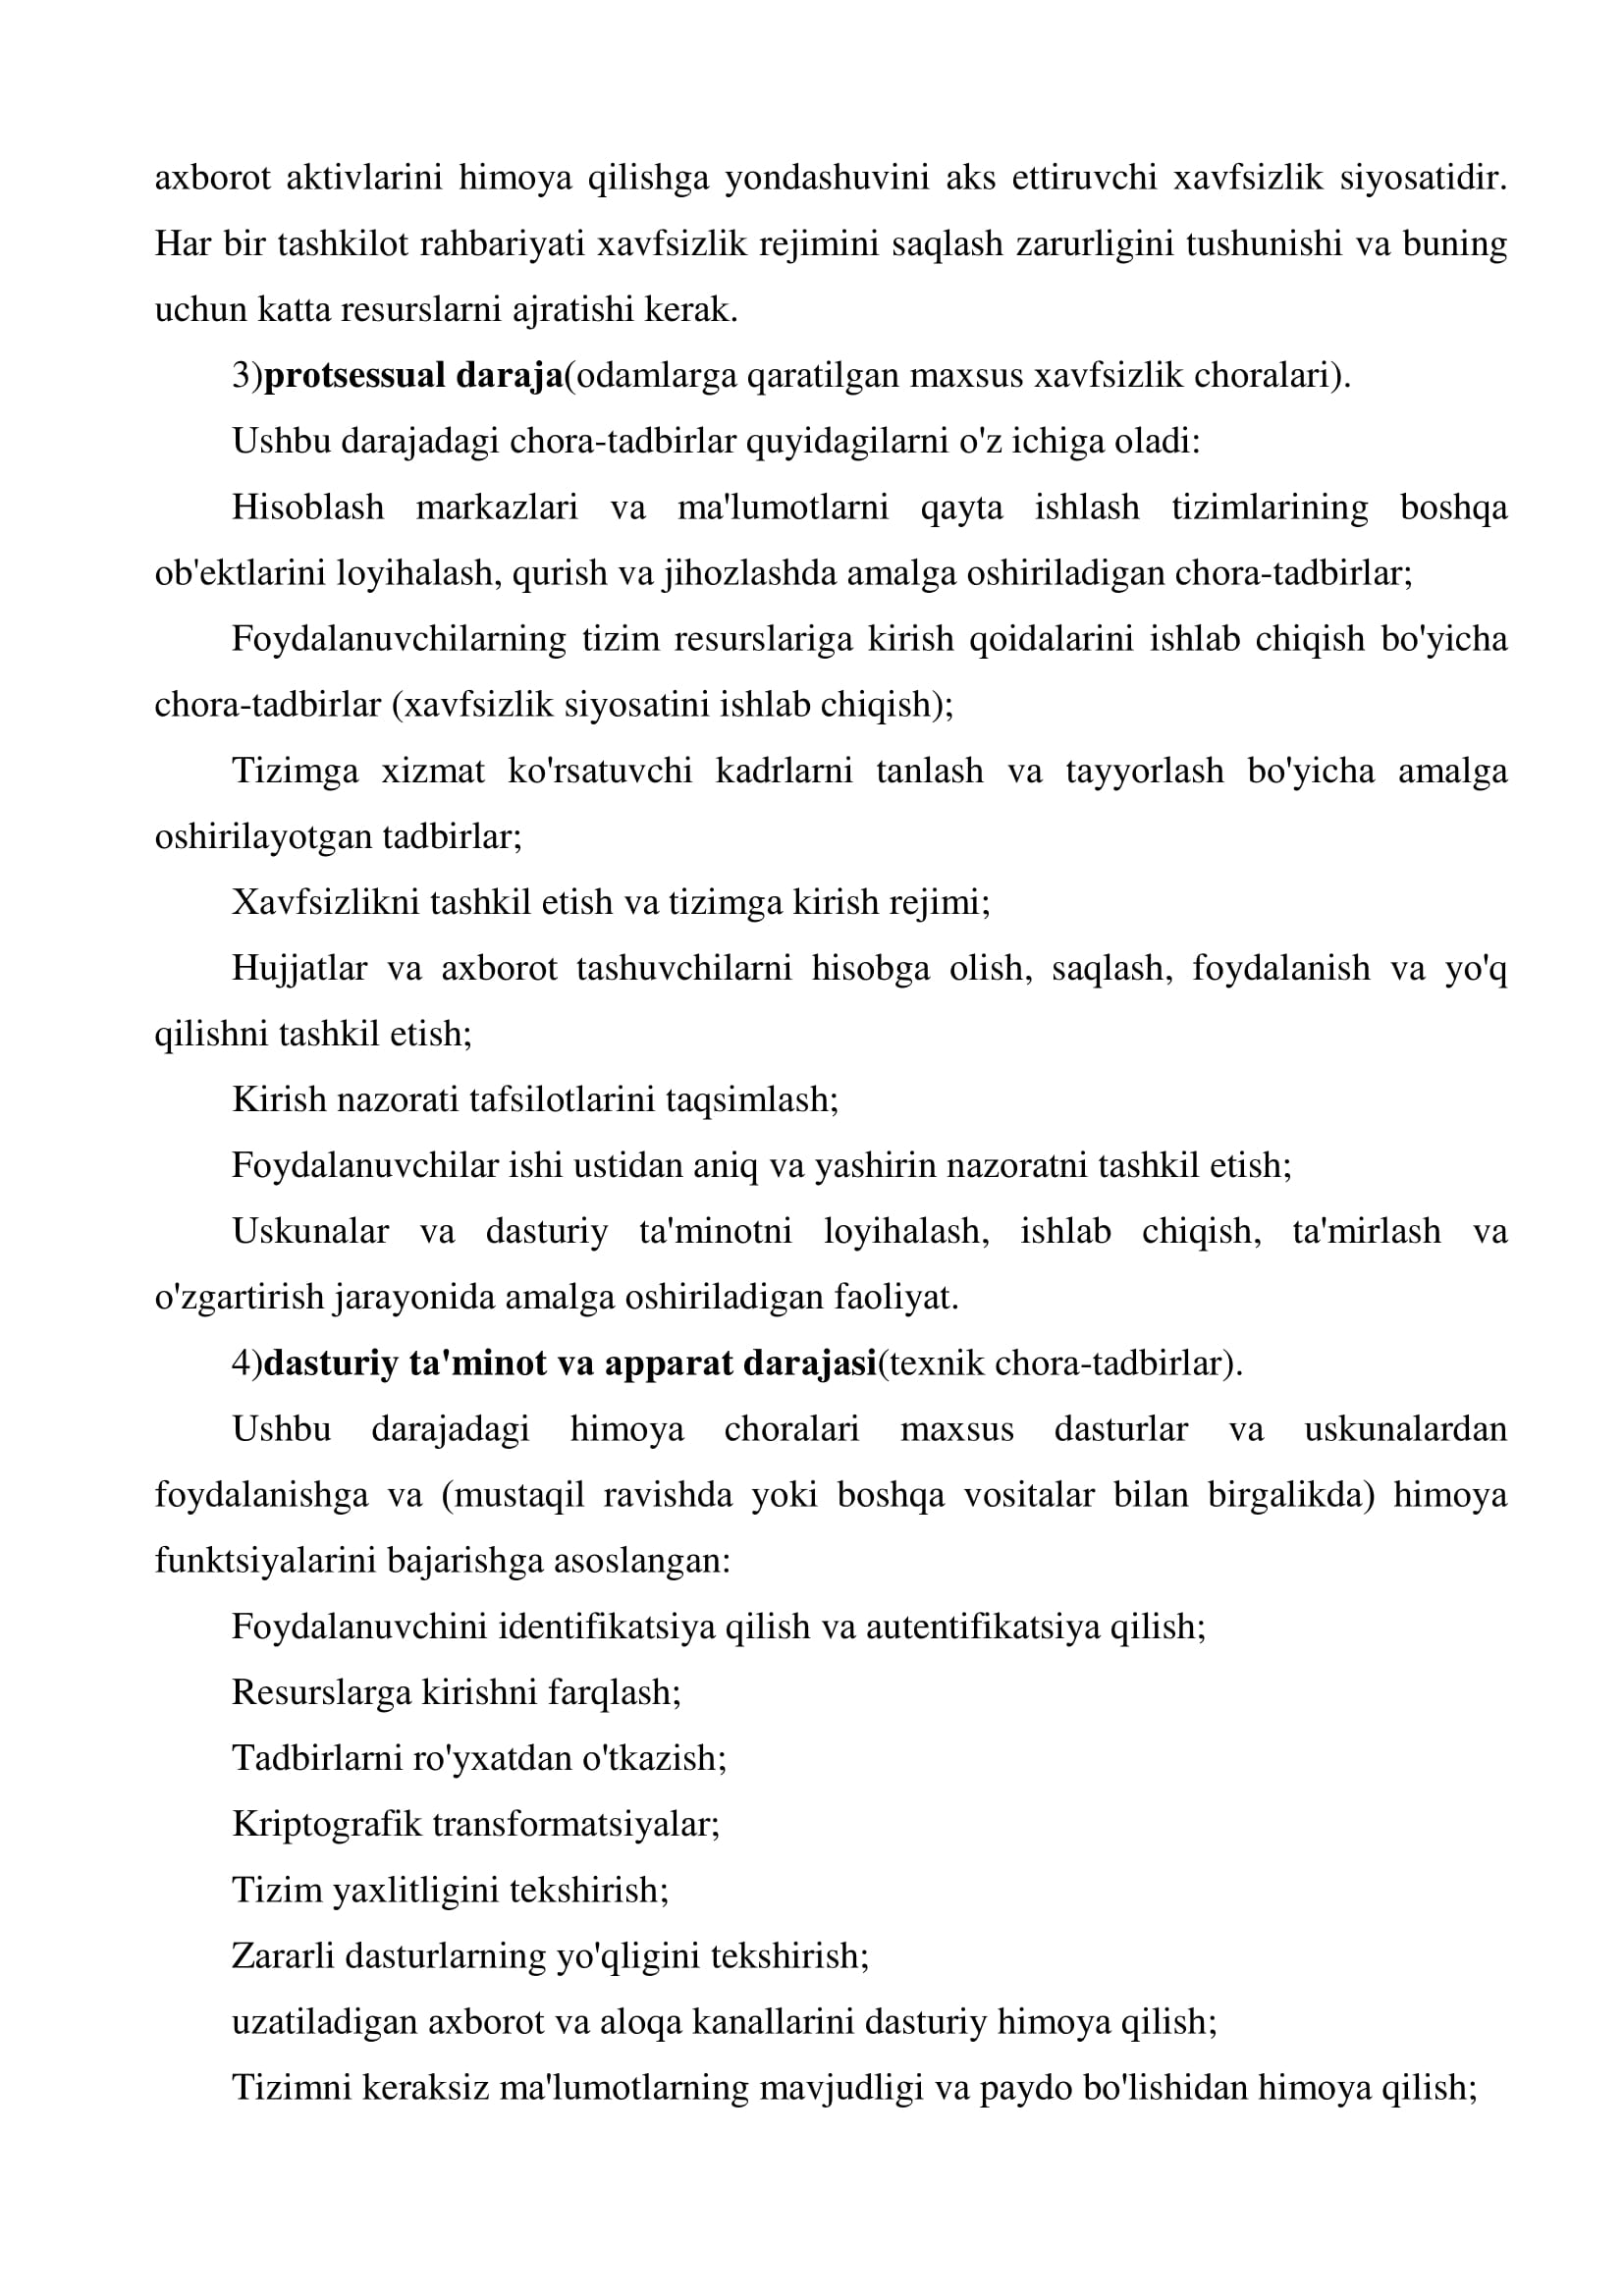 axborot aktivlarini himoya qilishga yondashuvini aks ettiruvchi xavfsizlik siyosatidir.
Har bir tashkilot rahbariyati xavfsizlik rejimini saqlash zarurligini tushunishi va buning
uchun katta resurslarni ajratishi kerak.
3)protsessual daraja(odamlarga qaratilgan maxsus xavfsizlik choralari).
Ushbu darajadagi chora-tadbirlar quyidagilarni o'z ichiga oladi:
Hisoblash markazlari va ma'lumotlarni qayta ishlash tizimlarining boshqa
ob'ektlarini loyihalash, qurish va jihozlashda amalga oshiriladigan chora-tadbirlar;
Foydalanuvchilarning tizim resurslariga kirish qoidalarini ishlab chiqish bo'yicha
chora-tadbirlar (xavfsizlik siyosatini ishlab chiqish);
Tizimga xizmat ko'rsatuvchi kadrlarni tanlash va tayyorlash bo'yicha amalga
oshirilayotgan tadbirlar;
Xavfsizlikni tashkil etish va tizimga kirish rejimi;
Hujjatlar va axborot tashuvchilarni hisobga olish, saqlash, foydalanish va yo'q
qilishni tashkil etish;
Kirish nazorati tafsilotlarini taqsimlash;
Foydalanuvchilar ishi ustidan aniq va yashirin nazoratni tashkil etish;
Uskunalar va dasturiy ta'minotni loyihalash, ishlab chiqish, ta'mirlash va
o'zgartirish jarayonida amalga oshiriladigan faoliyat.
4)dasturiy ta'minot va apparat darajasi(texnik chora-tadbirlar).
Ushbu darajadagi himoya choralari maxsus dasturlar va uskunalardan
foydalanishga va (mustaqil ravishda yoki boshqa vositalar bilan birgalikda) himoya
funktsiyalarini bajarishga asoslangan:
Foydalanuvchini identifikatsiya qilish va autentifikatsiya qilish;
Resurslarga kirishni farqlash;
Tadbirlarni ro'yxatdan o'tkazish;
Kriptografik transformatsiyalar;
Tizim yaxlitligini tekshirish;
Zararli dasturlarning yo'qligini tekshirish;
uzatiladigan axborot va aloqa kanallarini dasturiy himoya qilish;
Tizimni keraksiz ma'lumotlarning mavjudligi va paydo bo'lishidan himoya qilish;